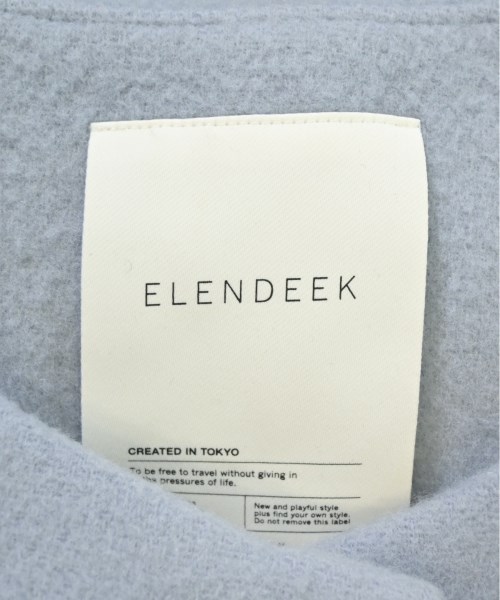 ELENDEEK
CREATED IN TOKYO
To be free to travel without giving in
pressures of life.
New and playful style
plus find your own style.
Do not remove this label